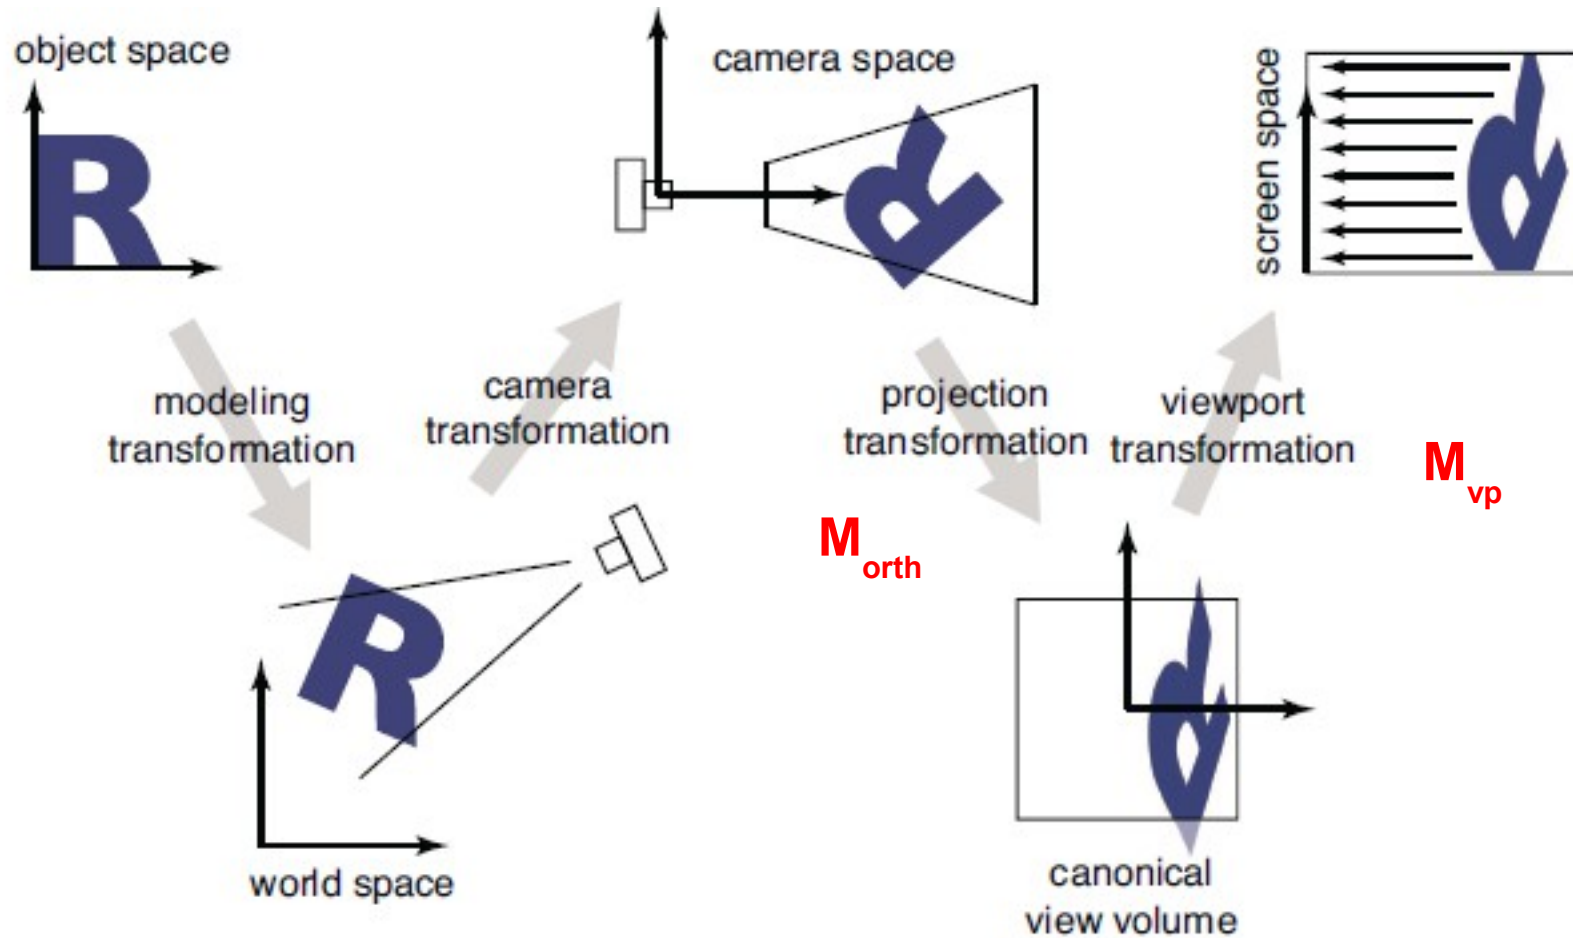 object space
camera space
screen space
modeling
transformation
camera
transformation
projection
transformation
viewport
transformation
M vp
M orth
world space
canonical
view volume